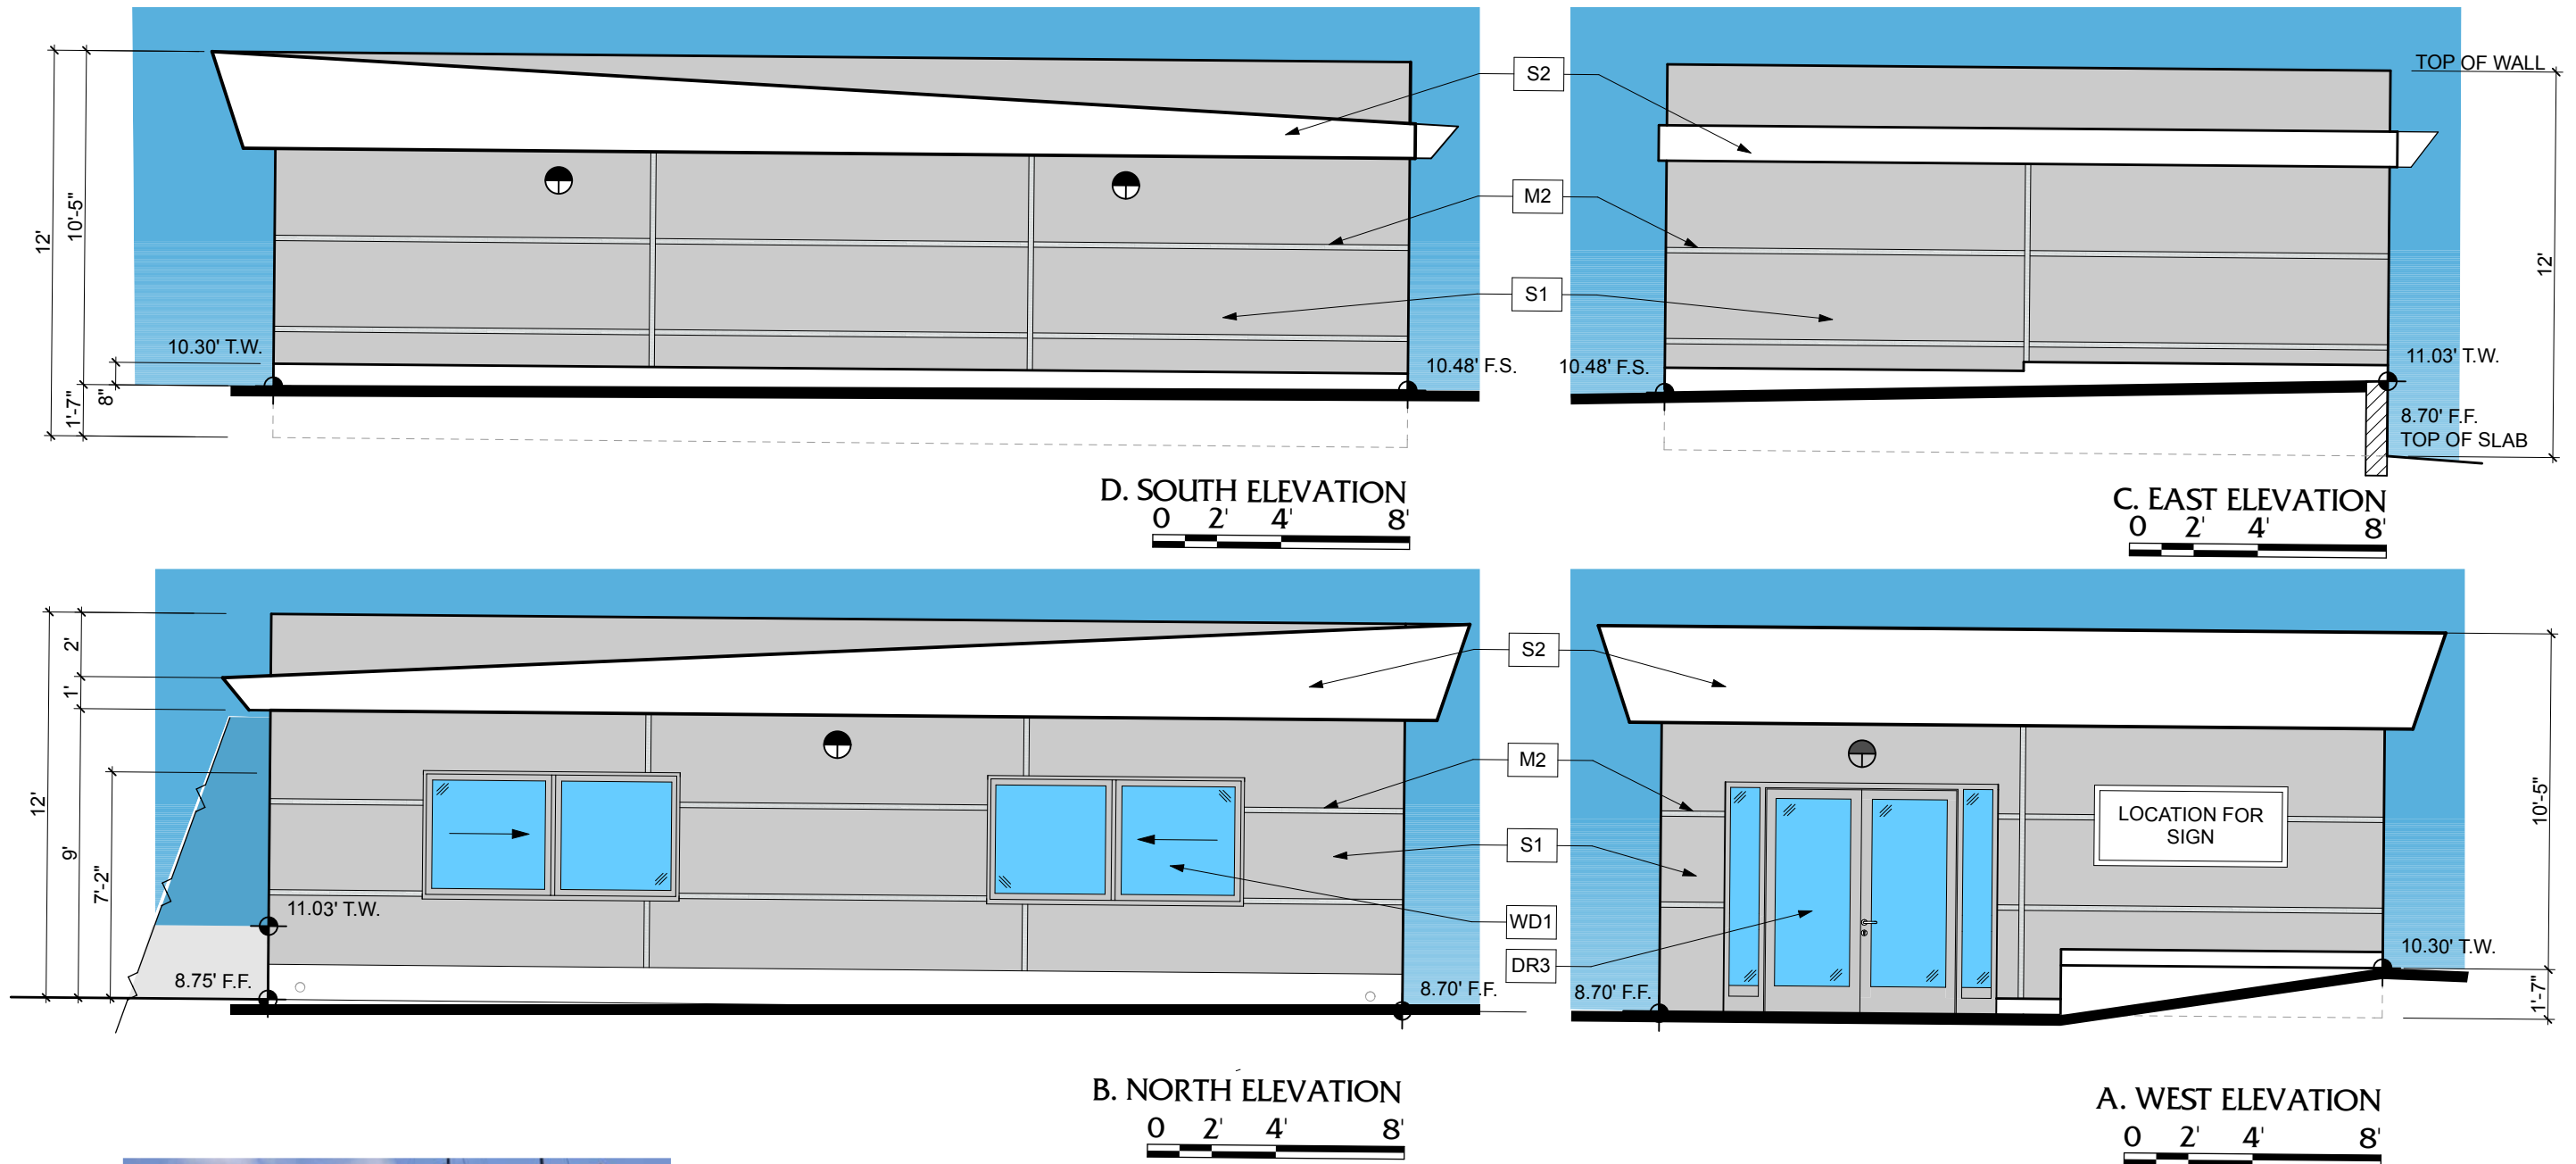 12'
10'-5"
10.30' T.W.
8"
1'-7"
10.48' F.S.
S2
M2
S1
D. SOUTH ELEVATION
0 2' 4' 8'
TOP OF WALL
12'
10.48' F.S.
11.03' T.W.
8.70' F.F.
TOP OF SLAB
C. EAST ELEVATION
0 2' 4' 8'
12'
2'
1'
9'
7'-2"
11.03' T.W.
8.75' F.F.
8.70' F.F.
S2
M2
S1
WD1
DR3
B. NORTH ELEVATION
0 2' 4' 8'
LOCATION FOR
SIGN
8.70' F.F.
10.30' T.W.
10'-5"
1'-7"
A. WEST ELEVATION
0 2' 4' 8'